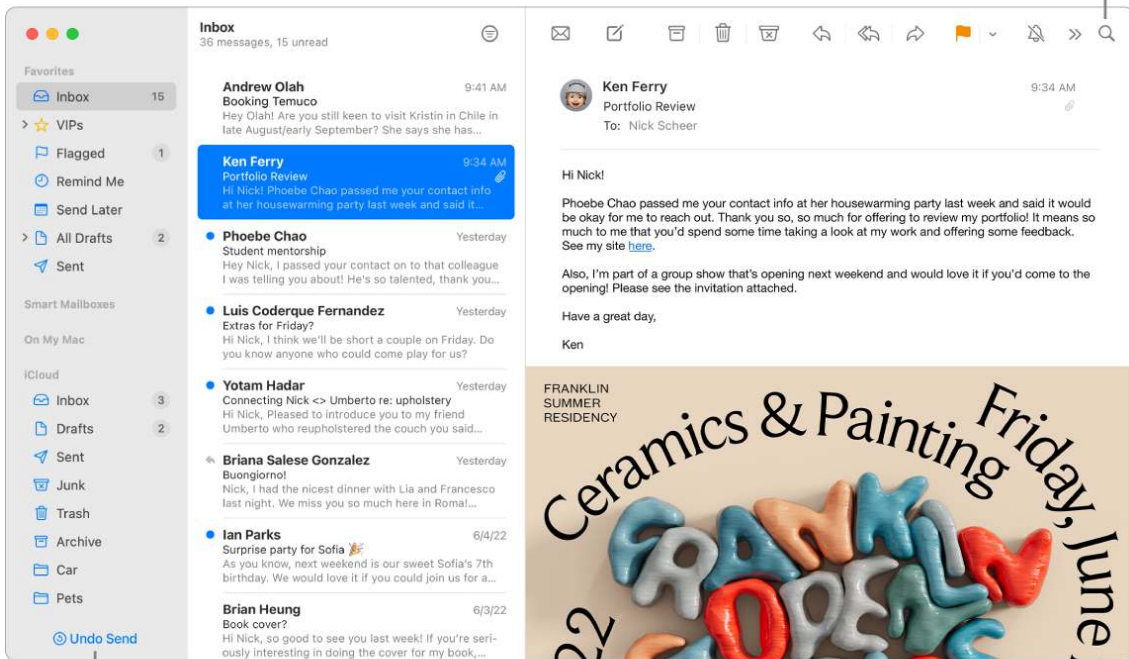 Favorites
Inbox 15
VIPs
Flagged 1
Remind Me
Send Later
All Drafts 2
Sent
Smart Mailboxes
On My Mac
iCloud
Inbox 3
Drafts 2
Sent
Junk
Trash
Archive
Car
Pets
Undo Send
Inbox
36 messages, 15 unread
Andrew Olah 9:41 AM
Booking Temuco
Hey Olah! Are you still keen to visit Kristin in Chile in
late August/early September? She says she has...
Ken Ferry 9:34 AM
Portfolio Review
Hi Nick! Phoebe Chao passed me your contact info
at her housewarming party last week and said it...
Phoebe Chao Yesterday
Student mentorship
Hey Nick, I passed your contact on to that colleague
I was telling you about! He's so talented, thank you...
Luis Coderque Fernandez Yesterday
Extras for Friday?
Hi Nick, I think we'll be short a couple on Friday. Do
you know anyone who could come play for us?
Yotam Hadar Yesterday
Connecting Nick <> Umberto re: upholstery
Hi Nick, Pleased to introduce you to my friend
Umberto who reupholstered the couch you said...
Briana Salese Gonzalez Yesterday
Buongiorno!
Nick, I had the nicest dinner with Lia and Francesco
last night. We miss you so much here in Roma!...
Ian Parks 6/4/22
Surprise party for Sofia 🎉
As you know, next weekend is our sweet Sofia's 7th
birthday. We would love it if you could join us for a...
Brian Heung 6/3/22
Book cover?
Hi Nick, so good to see you last week! If you're seri-
ously interesting in doing the cover for my book,...
Ken Ferry 9:34 AM
Portfolio Review
To: Nick Scheer
Hi Nick!
Phoebe Chao passed me your contact info at her housewarming party last week and said it would
be okay for me to reach out. Thank you so, so much for offering to review my portfolio! It means so
much to me that you'd spend some time taking a look at my work and offering some feedback.
See my site here.
Also, I'm part of a group show that's opening next weekend and would love it if you'd come to the
opening! Please see the invitation attached.
Have a great day,
Ken
FRANKLIN
SUMMER
RESIDENCY
Ceramics & Painting
Friday, June
FRANKLIN
OPEN
22